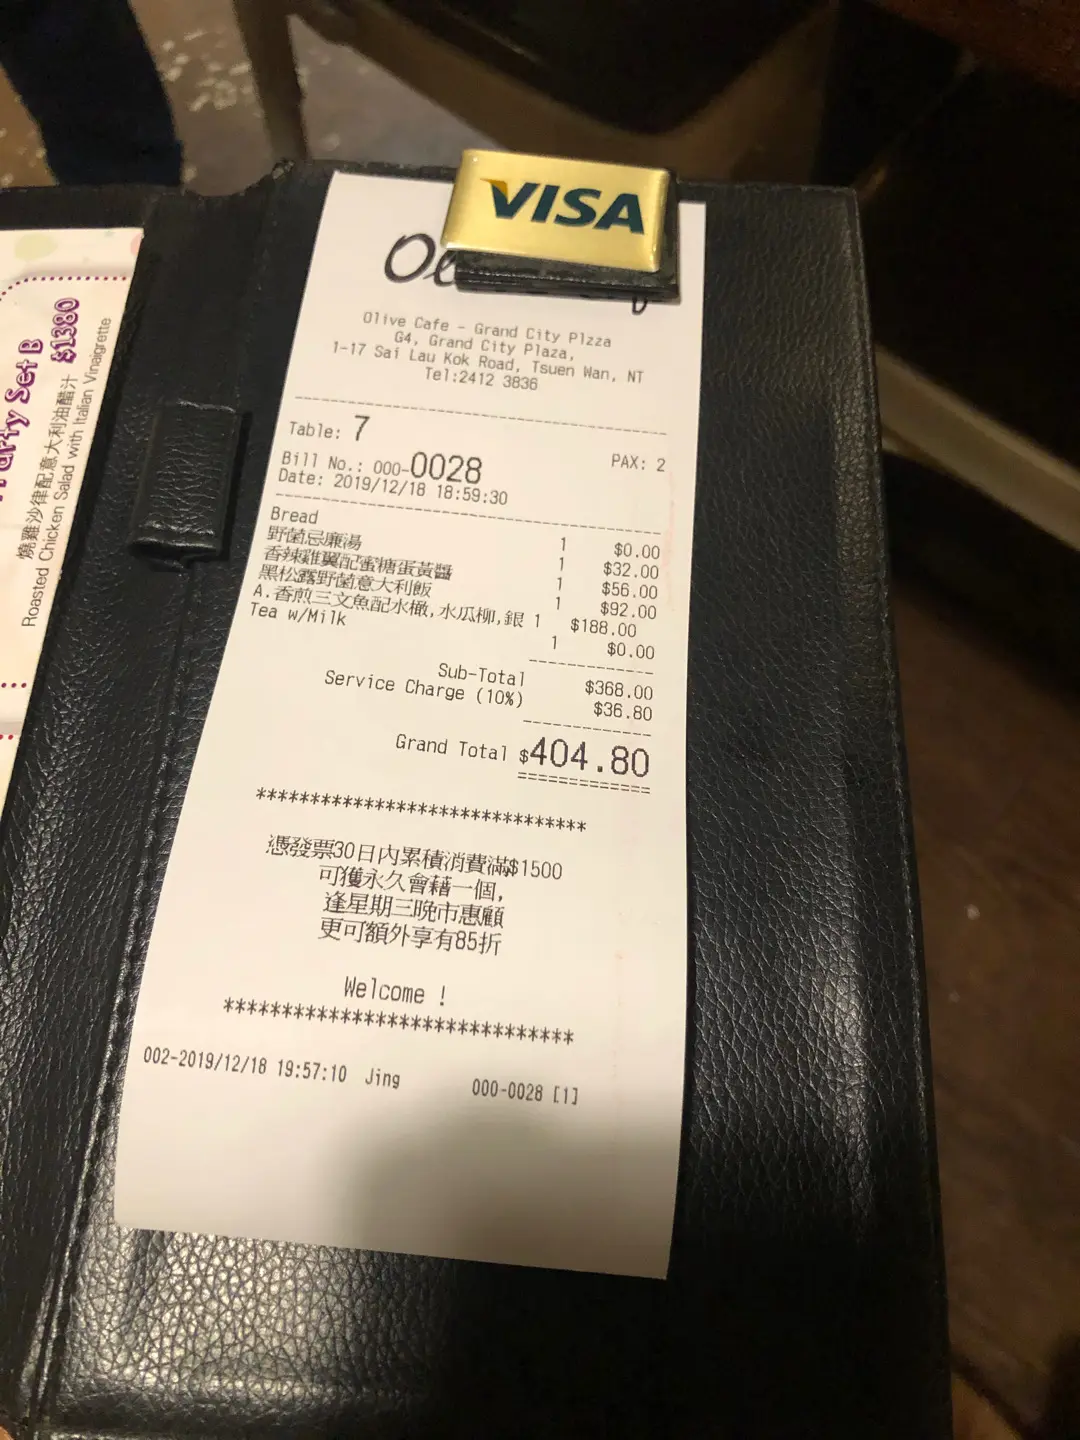 VISA
Ol
Olive Cafe - Grand City Plzza
G4, Grand City Plaza,
1-17 Sai Lau Kok Road, Tsuen Wan, NT
Tel:2412 3836
Table: 7 PAX: 2
Bill No.: 000-0028
Date: 2019/12/18 18:59:30
Bread 1 $0.00
野菌忌廉湯 1 $32.00
香辣雞翼配蜜糖蛋黃醬 1 $56.00
黑松露野菌意大利飯 1 $92.00
A.香煎三文魚配水橄,水瓜柳,銀 1 $188.00
Tea w/Milk 1 $0.00
Sub-Total $368.00
Service Charge (10%) $36.80
Grand Total $404.80
=============
******************************
憑發票30日內累積消費滿$1500
可獲永久會藉一個,
逢星期三晚市惠顧
更可額外享有85折
Welcome !
******************************
002-2019/12/18 19:57:10 Jing 000-0028 [1]
Party Set B $1380
燒雞沙律配意大利油醋汁
Roasted Chicken Salad with Italian Vinaigrette